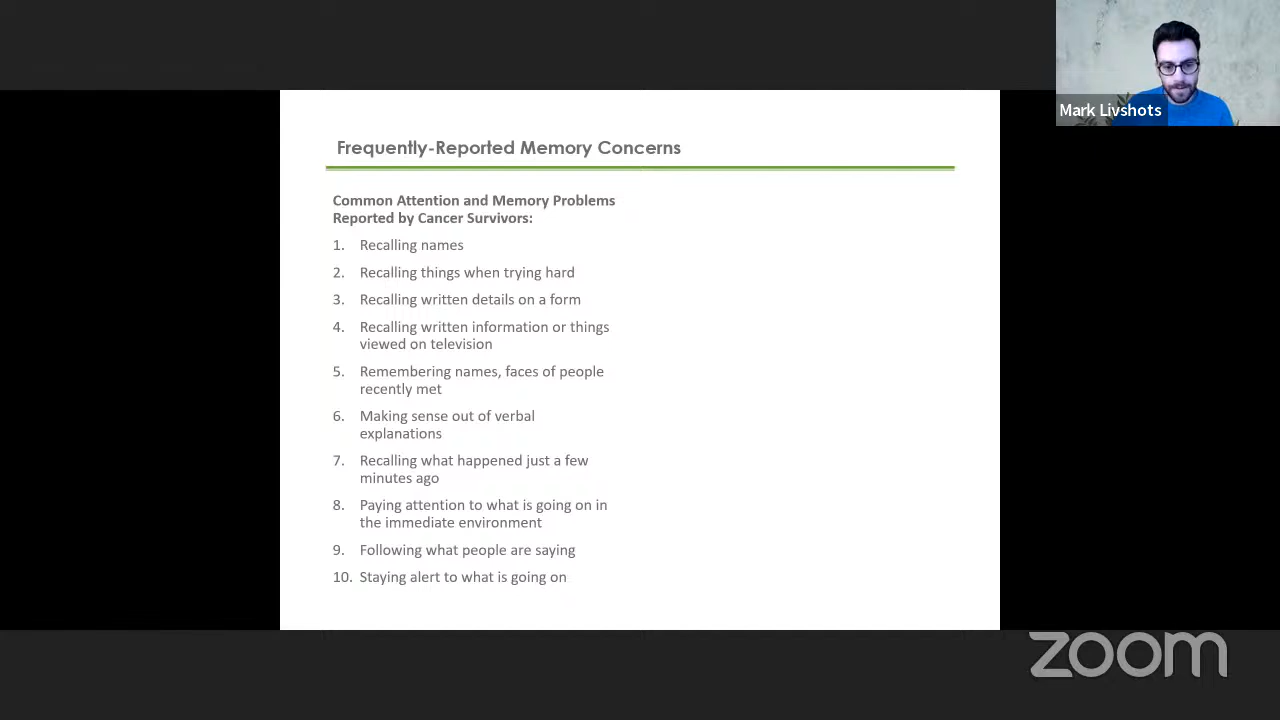 Mark Livshots
Frequently-Reported Memory Concerns
Common Attention and Memory Problems
Reported by Cancer Survivors:
1. Recalling names
2. Recalling things when trying hard
3. Recalling written details on a form
4. Recalling written information or things
viewed on television
5. Remembering names, faces of people
recently met
6. Making sense out of verbal
explanations
7. Recalling what happened just a few
minutes ago
8. Paying attention to what is going on in
the immediate environment
9. Following what people are saying
10. Staying alert to what is going on
zoom